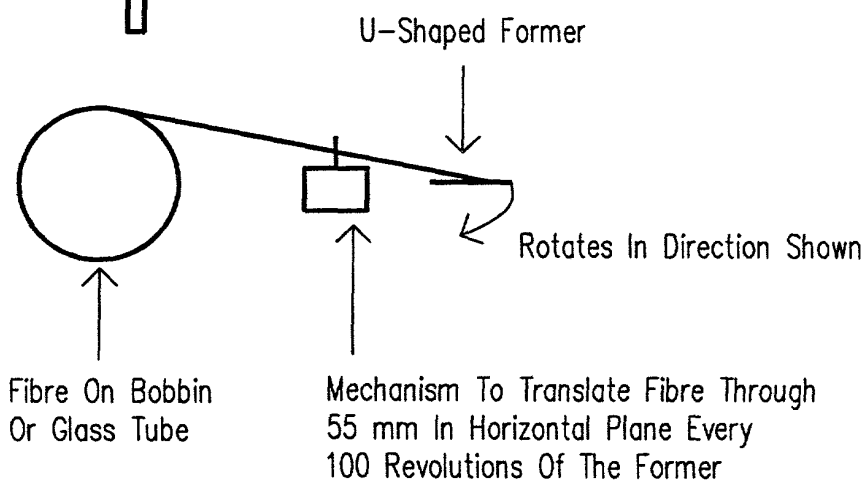 U-Shaped Former
Rotates In Direction Shown
Fibre On Bobbin
Or Glass Tube
Mechanism To Translate Fibre Through
55 mm In Horizontal Plane Every
100 Revolutions Of The Former